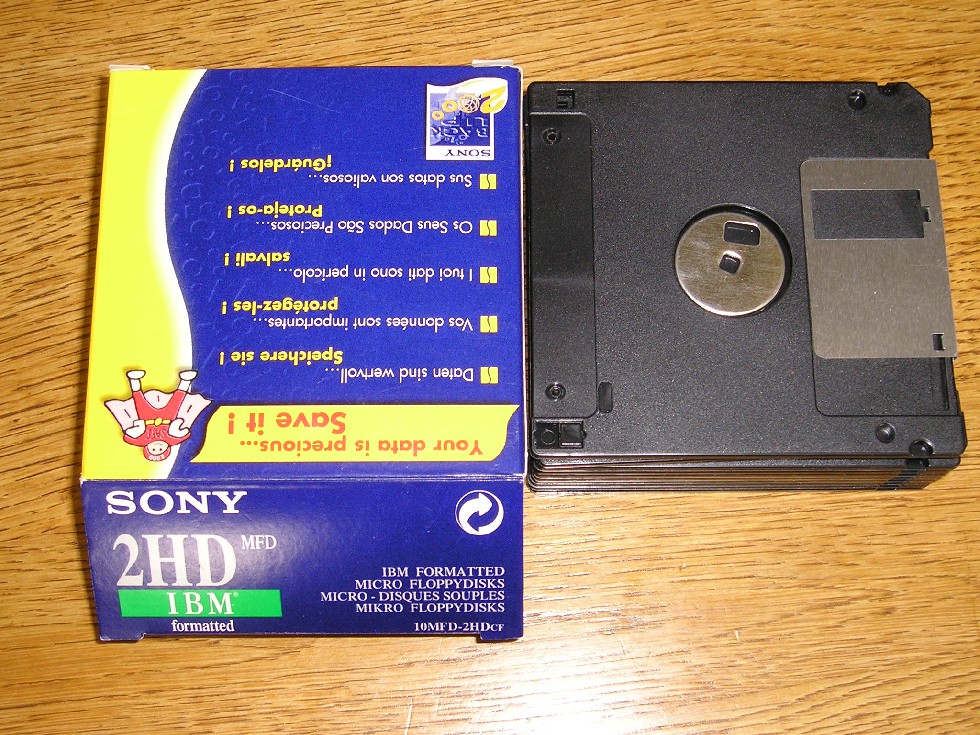 Your data is precious...
Save it !
Daten sind wertvoll...
Speichere sie !
Vos données sont importantes...
protégez-les !
I tuoi dati sono in pericolo...
salvali !
Os Seus Dados São Preciosos...
Proteja-os !
Sus datos son valiosos...
¡Guárdelos !
SONY
BACK
2000
SONY
2HD MFD
IBM®
formatted
IBM FORMATTED
MICRO FLOPPYDISKS
MICRO - DISQUES SOUPLES
MIKRO FLOPPYDISKS
10MFD-2HDCF